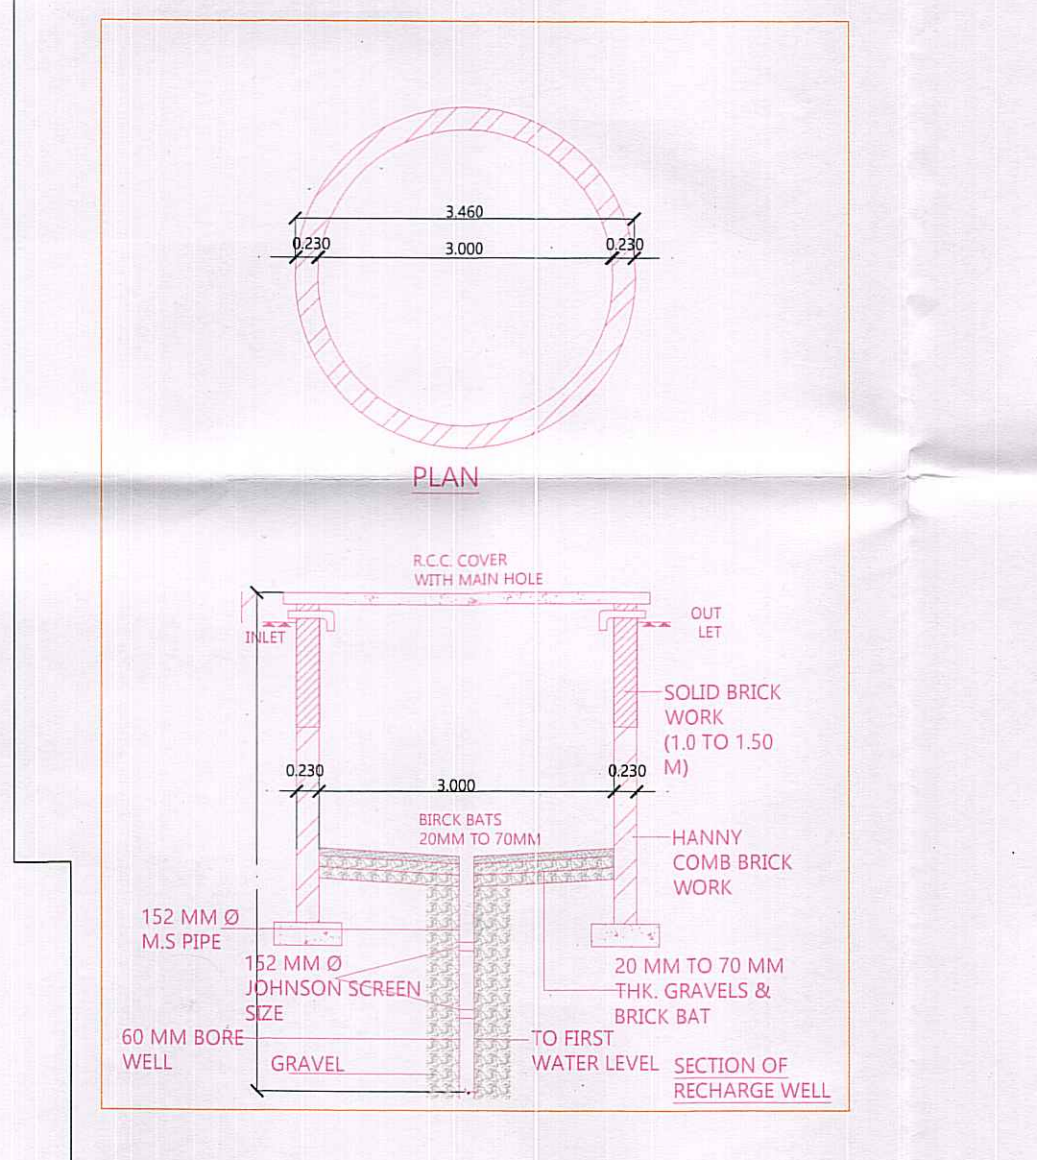 3.460
0.230
3.000
0.230
PLAN
R.C.C. COVER
WITH MAIN HOLE
INLET
OUT
LET
SOLID BRICK
WORK
(1.0 TO 1.50
M)
0.230
3.000
0.230
BIRCK BATS
20MM TO 70MM
HANNY
COMB BRICK
WORK
152 MM Ø
M.S PIPE
152 MM Ø
JOHNSON SCREEN
SIZE
20 MM TO 70 MM
THK. GRAVELS &
BRICK BAT
60 MM BORE
WELL
GRAVEL
TO FIRST
WATER LEVEL
SECTION OF
RECHARGE WELL